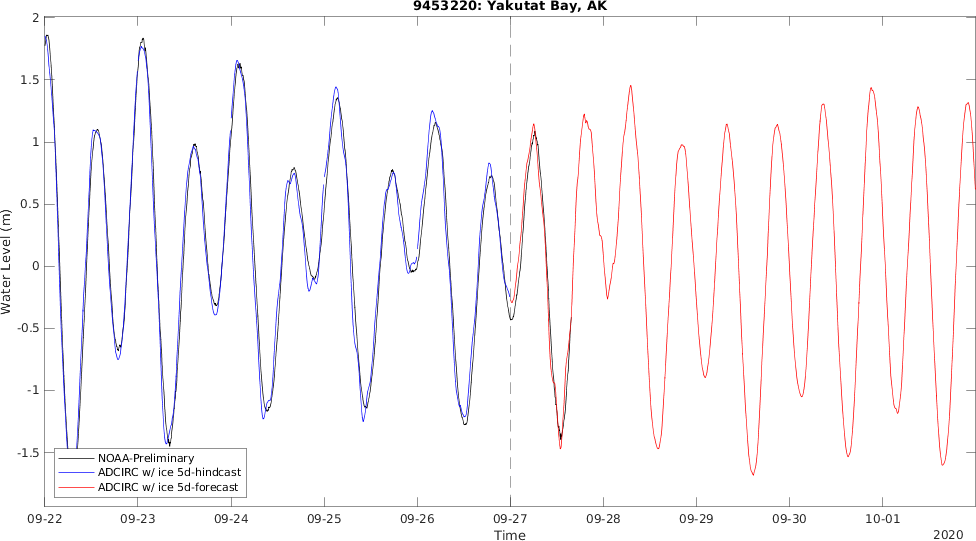 9453220: Yakutat Bay, AK
2
1.5
1
0.5
0
-0.5
-1
-1.5
Water Level (m)
NOAA-Preliminary
ADCIRC w/ ice 5d-hindcast
ADCIRC w/ ice 5d-forecast
09-22 09-23 09-24 09-25 09-26 09-27 09-28 09-29 09-30 10-01
Time
2020